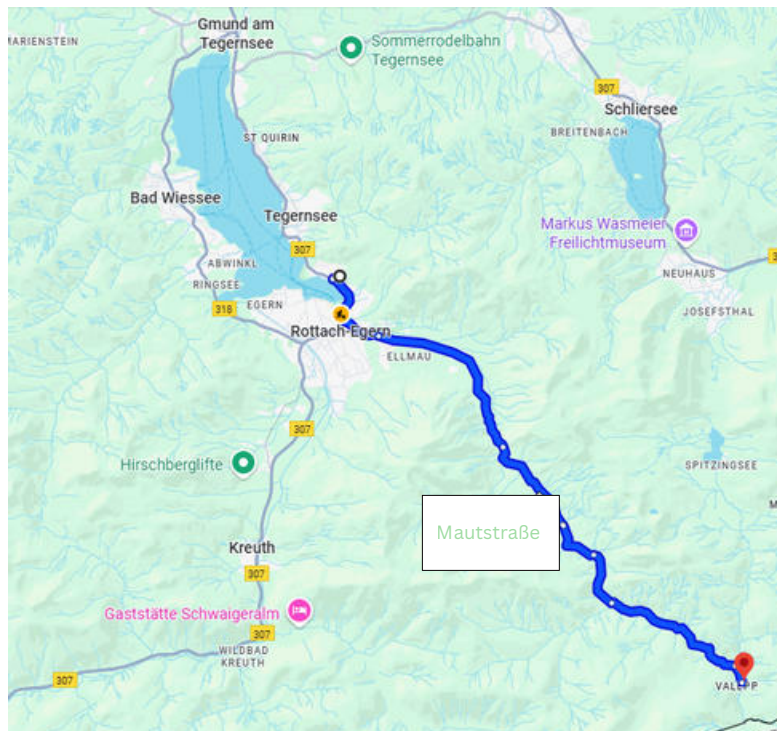 Gmund am
Tegernsee
MARIENSTEIN
Sommerrodelbahn
Tegernsee
307
Schliersee
BREITENBACH
ST QUIRIN
Bad Wiessee
Tegernsee
307
Markus Wasmeier
Freilichtmuseum
ABWINKL
RINGSEE
NEUHAUS
318
EGERN
JOSEFSTHAL
Rottach-Egern
ELLMAU
307
Hirschberglifte
SPITZINGSEE
Mautstraße
Kreuth
307
Gaststätte Schwaigeralm
307
WILDBAD
KREUTH
307
VALEPP